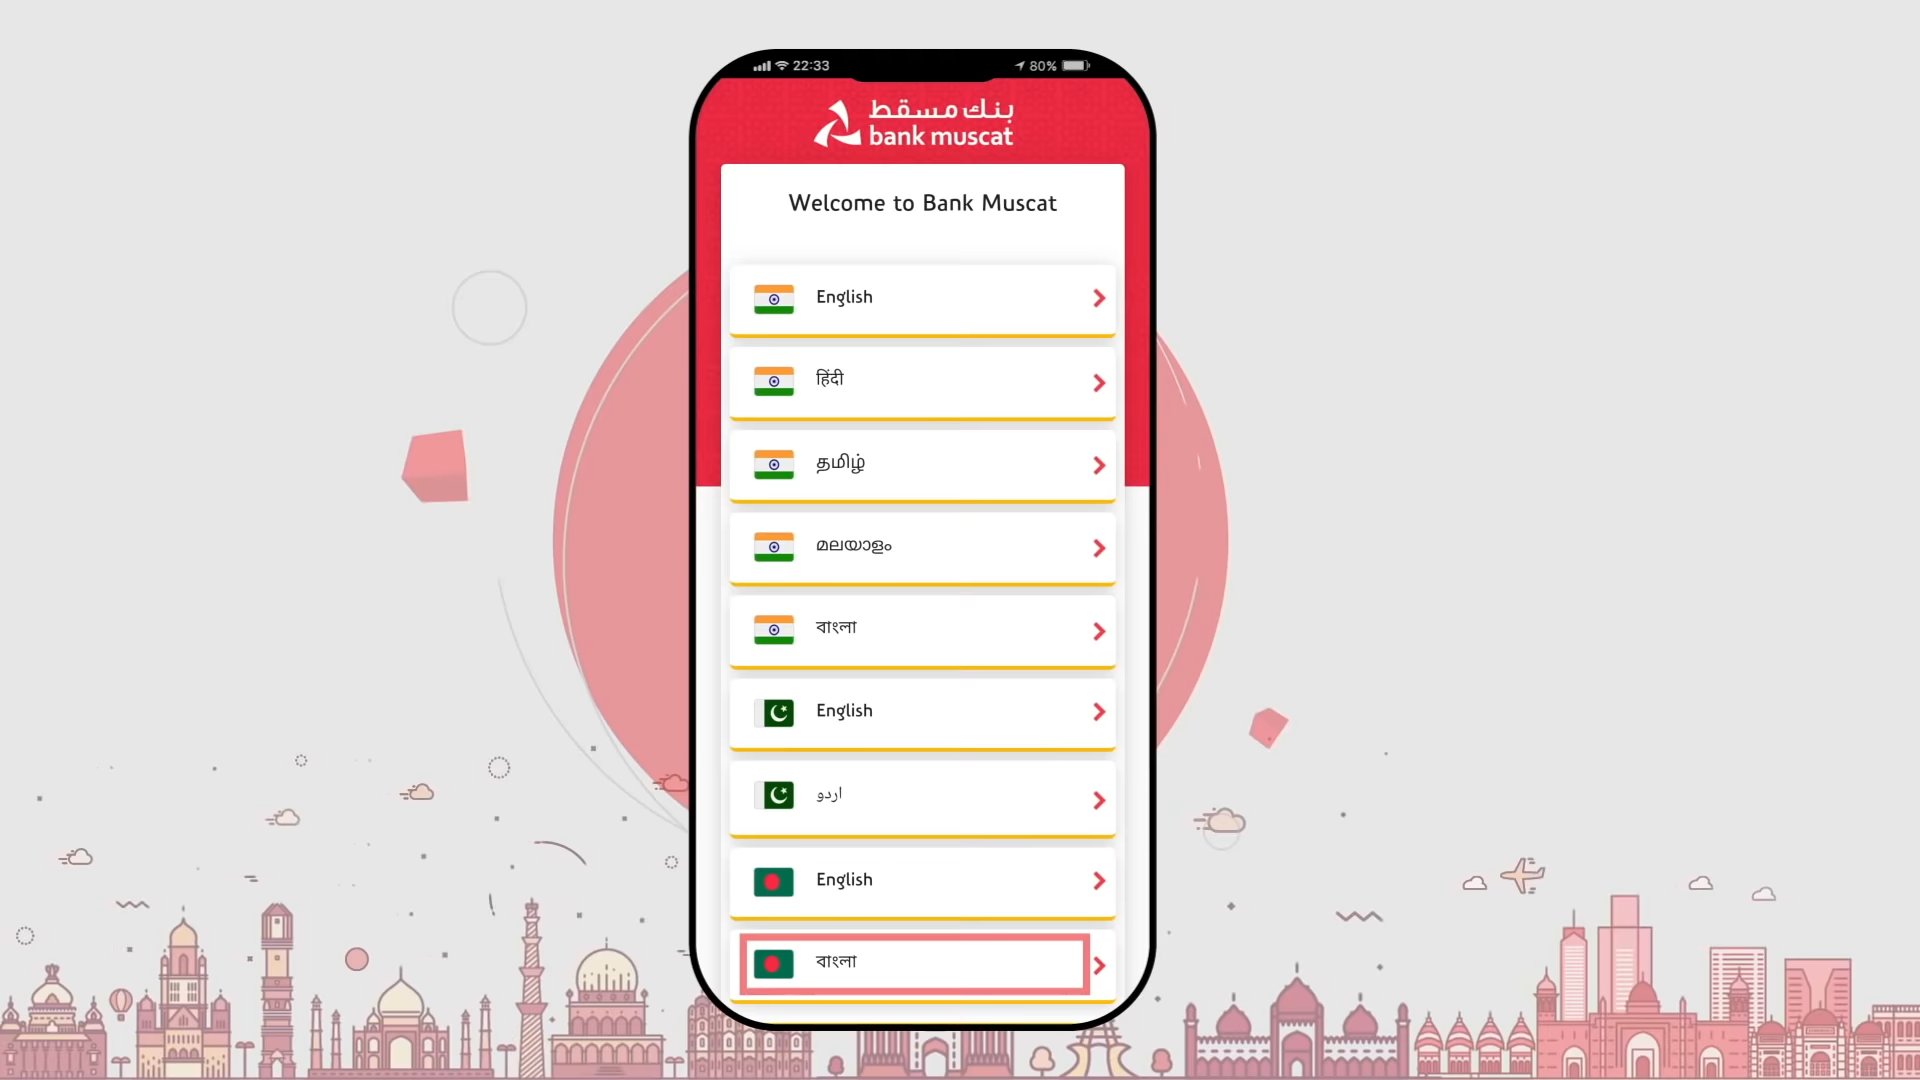 22:33 80%
بنك مسقط
bank muscat
Welcome to Bank Muscat
English
हिंदी
தமிழ்
മലയാളം
বাংলা
English
اردو
English
বাংলা